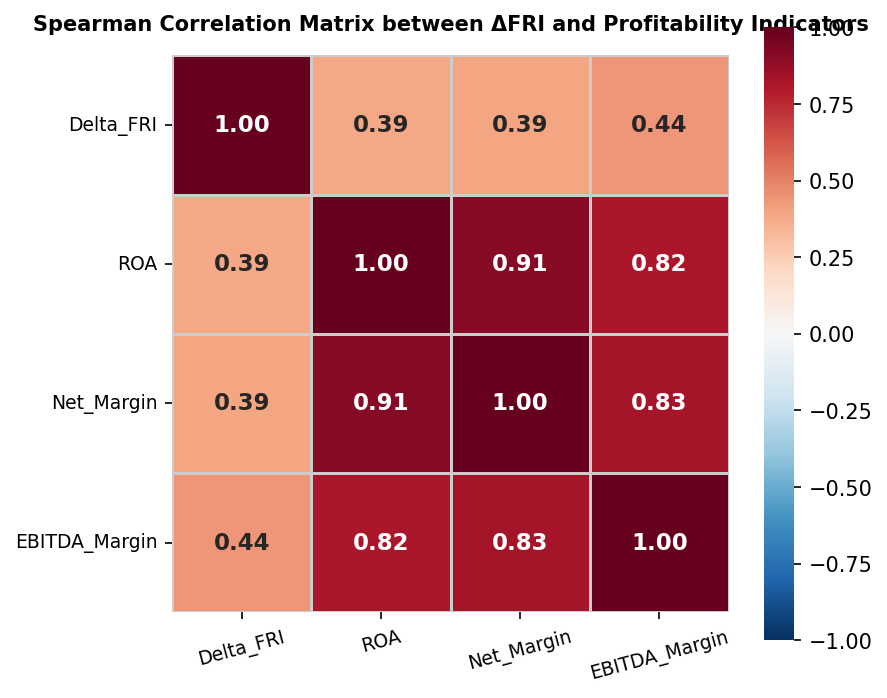 Spearman Correlation Matrix between ΔFRI and Profitability Indicators
1.00
0.75
0.50
0.25
0.00
−0.25
−0.50
−0.75
−1.00
Delta_FRI 1.00 0.39 0.39 0.44
ROA 0.39 1.00 0.91 0.82
Net_Margin 0.39 0.91 1.00 0.83
EBITDA_Margin 0.44 0.82 0.83 1.00
Delta_FRI ROA Net_Margin EBITDA_Margin